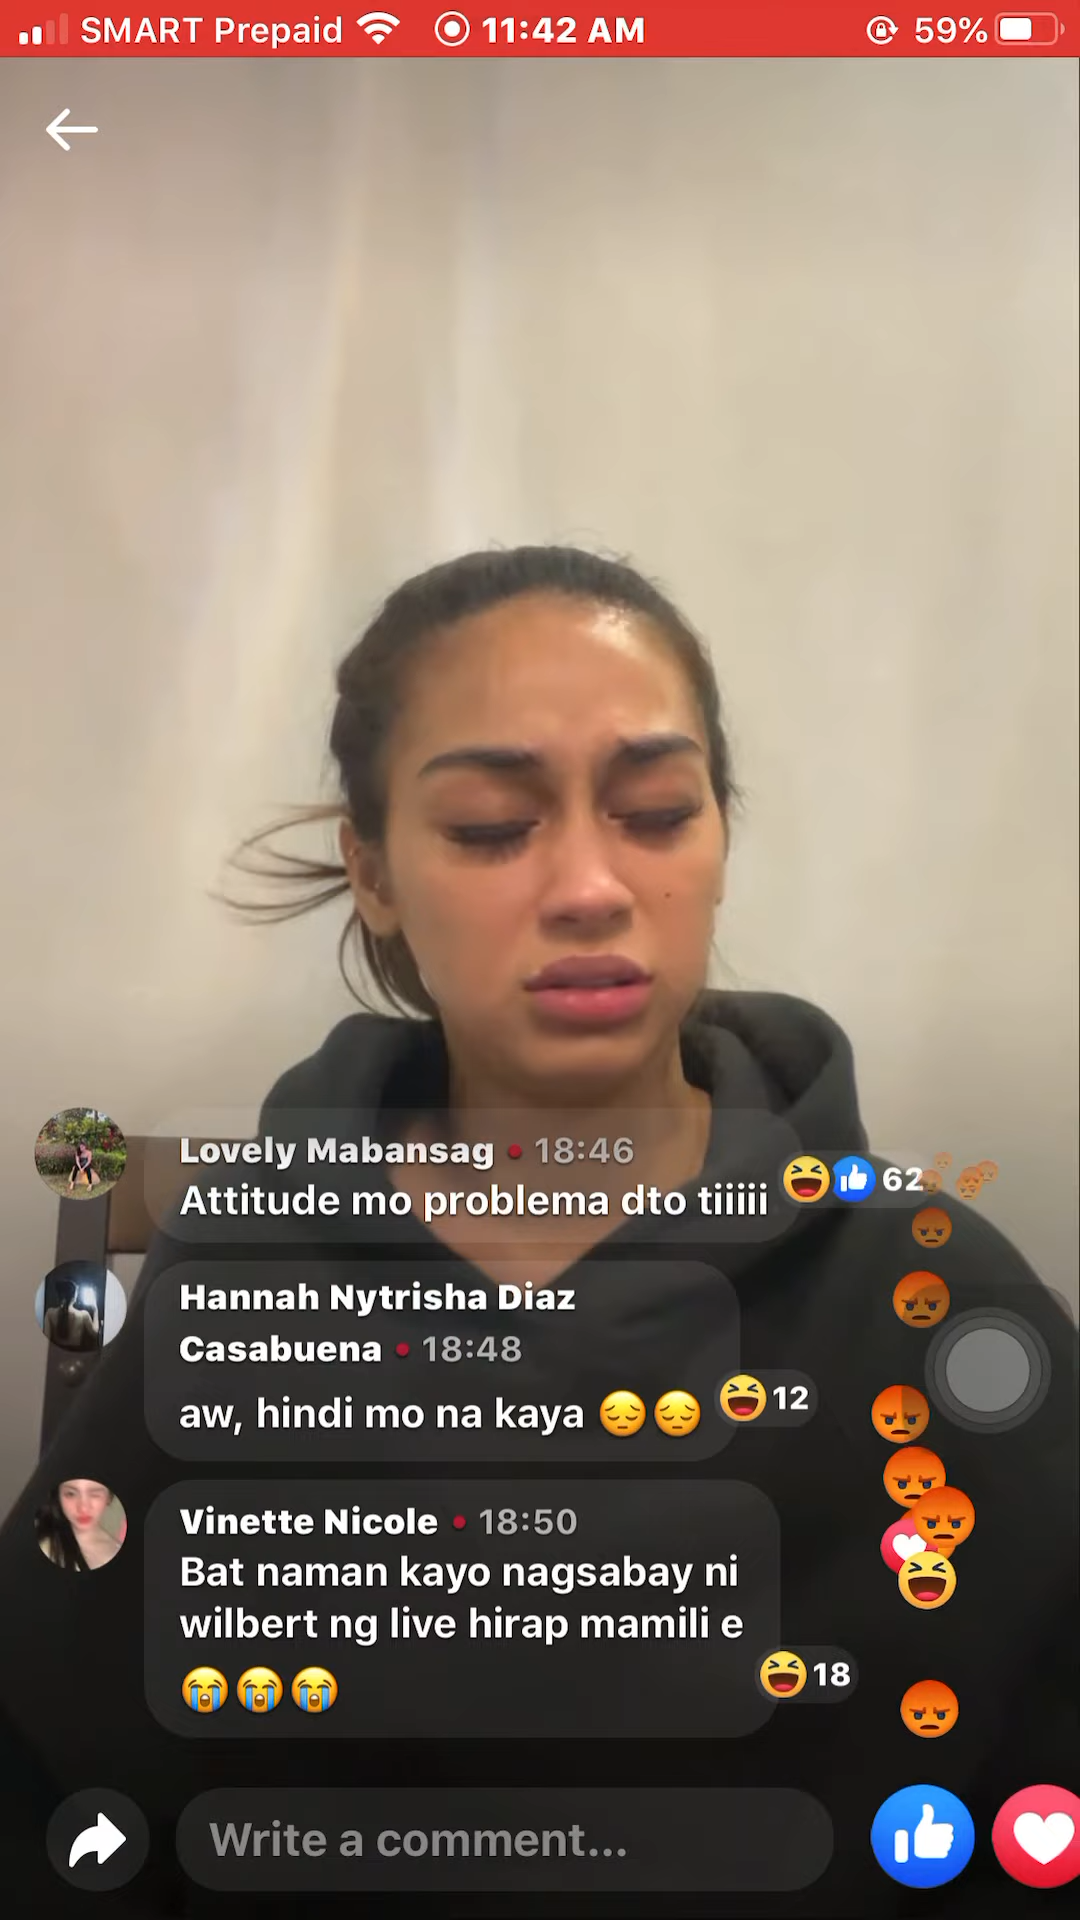 SMART Prepaid 11:42 AM 59%
Lovely Mabansag • 18:46
Attitude mo problema dto tiiiii
62
Hannah Nytrisha Diaz
Casabuena • 18:48
aw, hindi mo na kaya 😔😔
12
Vinette Nicole • 18:50
Bat naman kayo nagsabay ni
wilbert ng live hirap mamili e
😭😭😭
18
Write a comment...